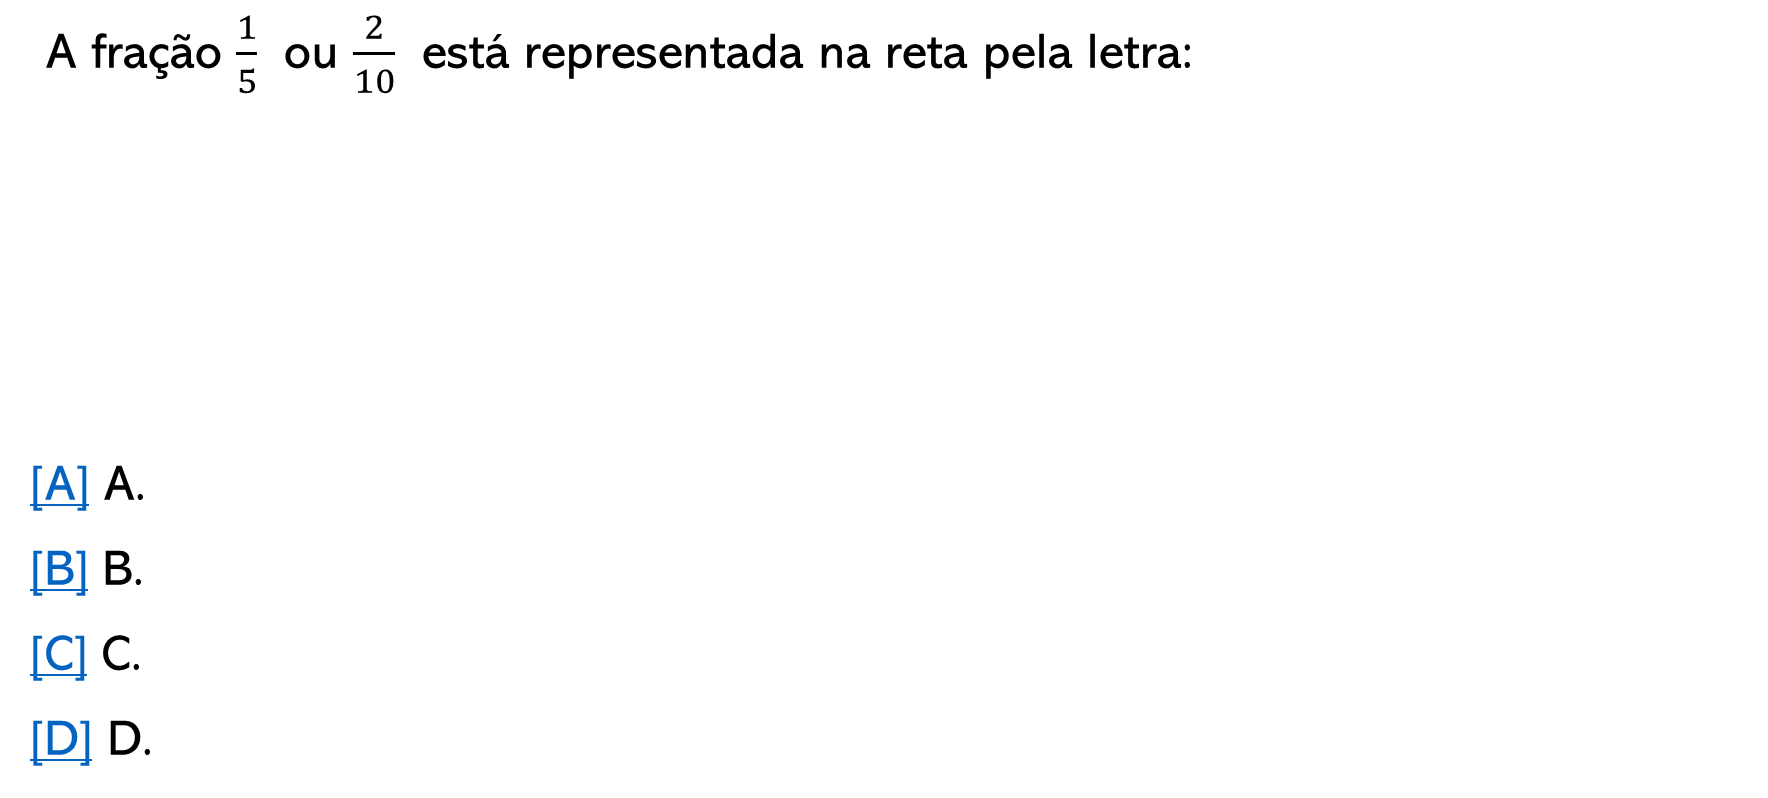 A fração 1/5 ou 2/10 está representada na reta pela letra:
[A] A.
[B] B.
[C] C.
[D] D.